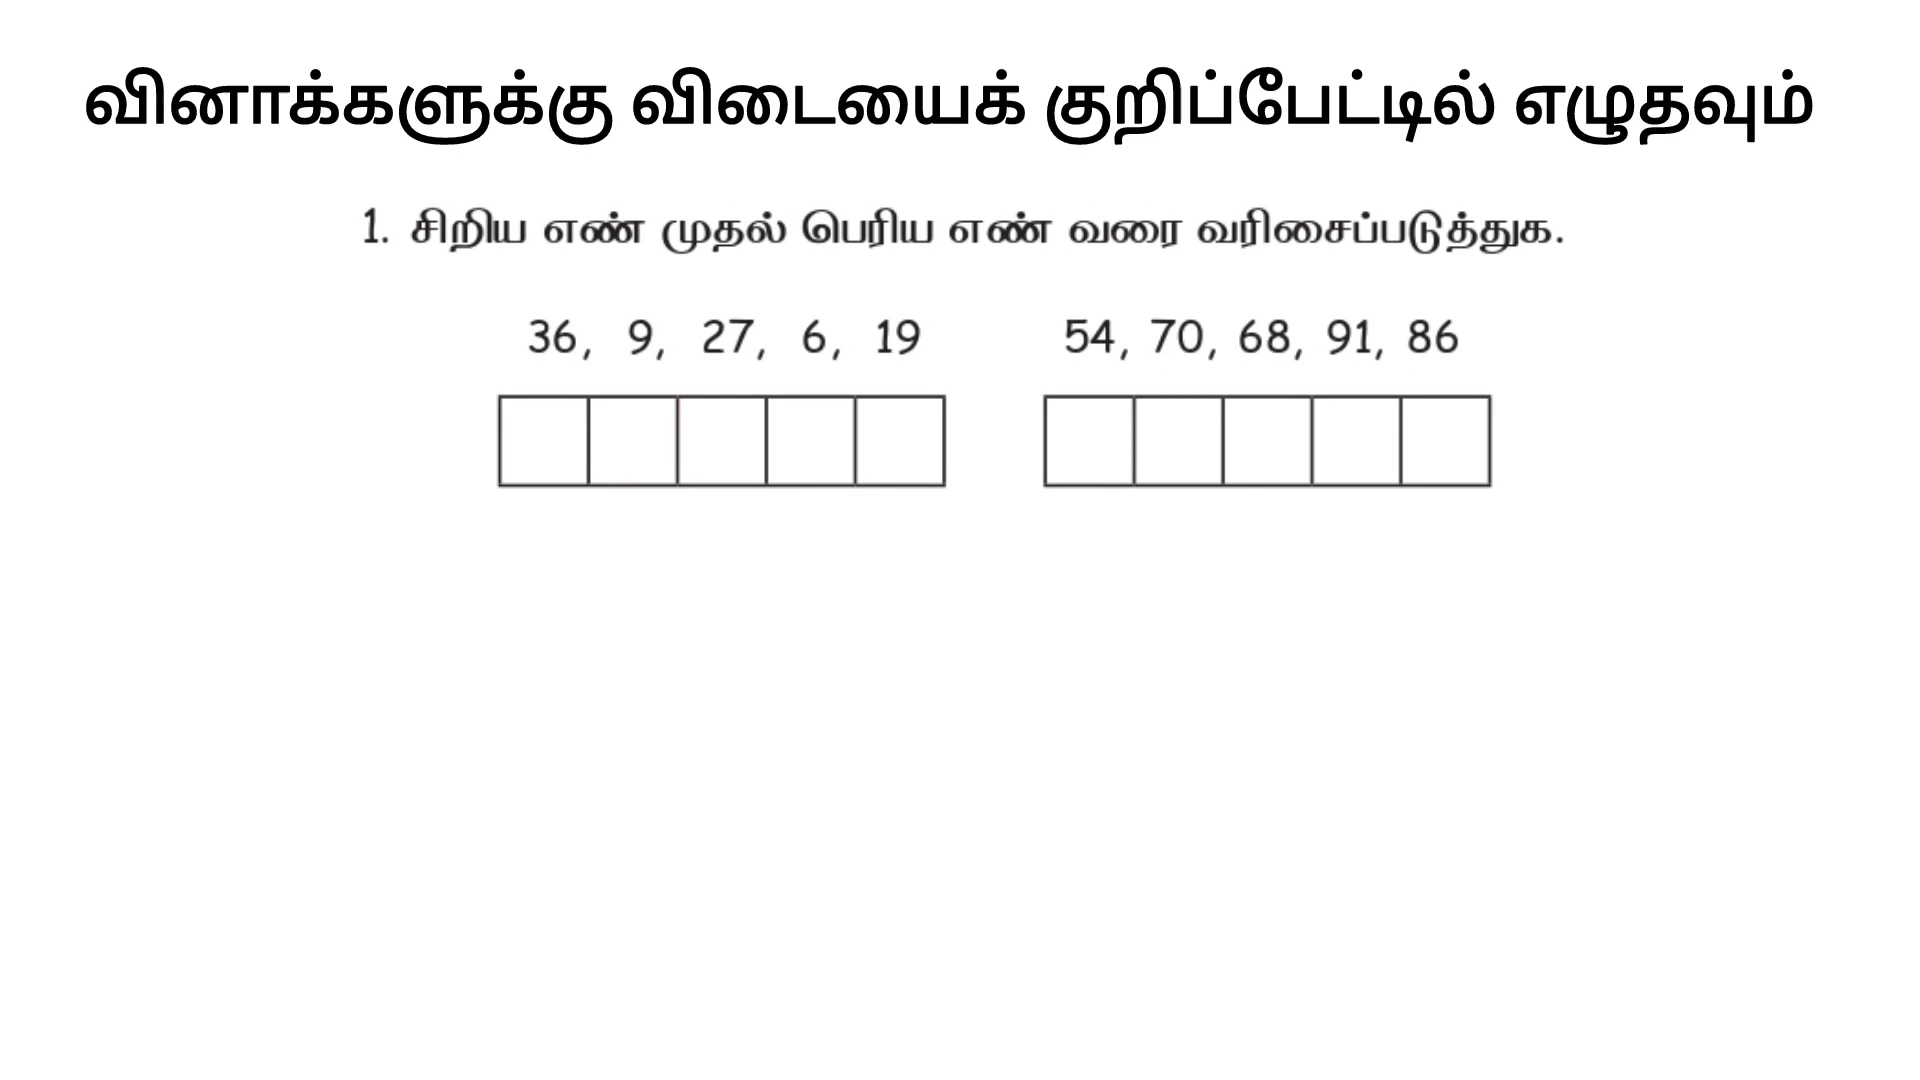 வினாக்களுக்கு விடையைக் குறிப்பேட்டில் எழுதவும்
1. சிறிய எண் முதல் பெரிய எண் வரை வரிசைப்படுத்துக.
36, 9, 27, 6, 19 54, 70, 68, 91, 86